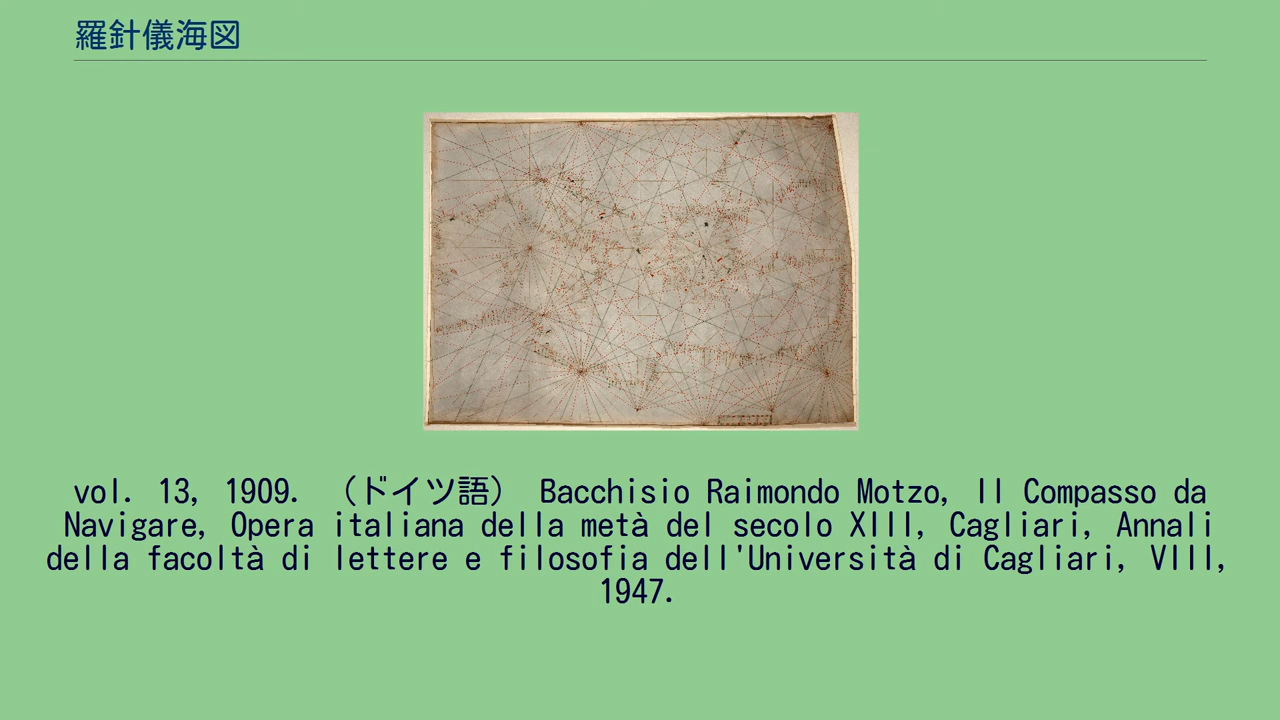 羅針儀海図
vol. 13, 1909. （ドイツ語） Bacchisio Raimondo Motzo, Il Compasso da
Navigare, Opera italiana della metà del secolo XIII, Cagliari, Annali
della facoltà di lettere e filosofia dell'Università di Cagliari, VIII,
1947.